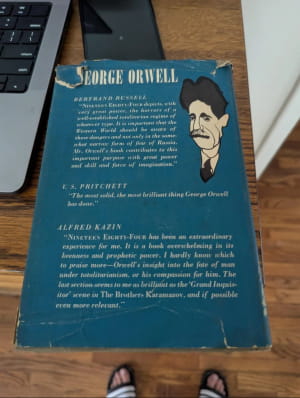 GEORGE ORWELL
BERTRAND RUSSELL
"NINETEEN EIGHTY-FOUR depicts, with
very great power, the horrors of a
well-established totalitarian regime of
whatever type. It is important that the
Western World should be aware of
these dangers and not only in the some-
what narrow form of fear of Russia.
Mr. Orwell's book contributes to this
important purpose with great power
and skill and force of imagination."
V. S. PRITCHETT
"The most solid, the most brilliant thing George Orwell
has done."
ALFRED KAZIN
"NINETEEN EIGHTY-FOUR has been an extraordinary
experience for me. It is a book overwhelming in its
keenness and prophetic power. I hardly know which
to praise more—Orwell's insight into the fate of man
under totalitarianism, or his compassion for him. The
last section seems to me as brilliant as the 'Grand Inquis-
itor' scene in THE BROTHERS KARAMAZOV, and if possible
even more relevant."